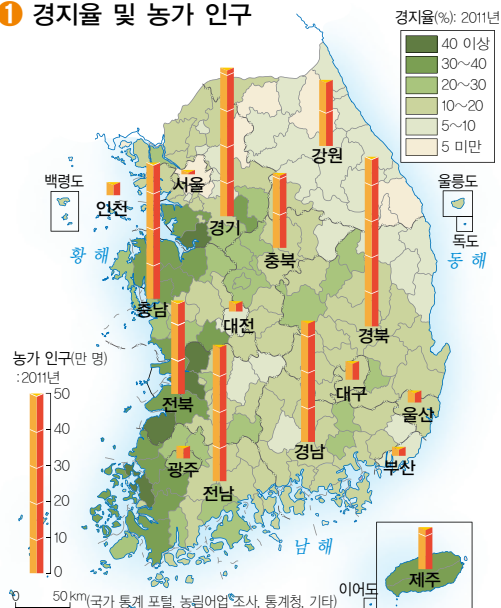 1 경지율 및 농가 인구
경지율(%): 2011년
40 이상
30~40
20~30
10~20
5~10
5 미만
강원
서울
백령도
인천
경기
울릉도
독도
황해
동해
충북
충남
대전
경북
농가 인구(만 명)
:2011년
50
40
30
20
10
0
전북
대구
울산
광주
전남
경남
부산
남해
제주
이어도
0 50 km
(국가 통계 포털, 농림어업 조사, 통계청, 기타)